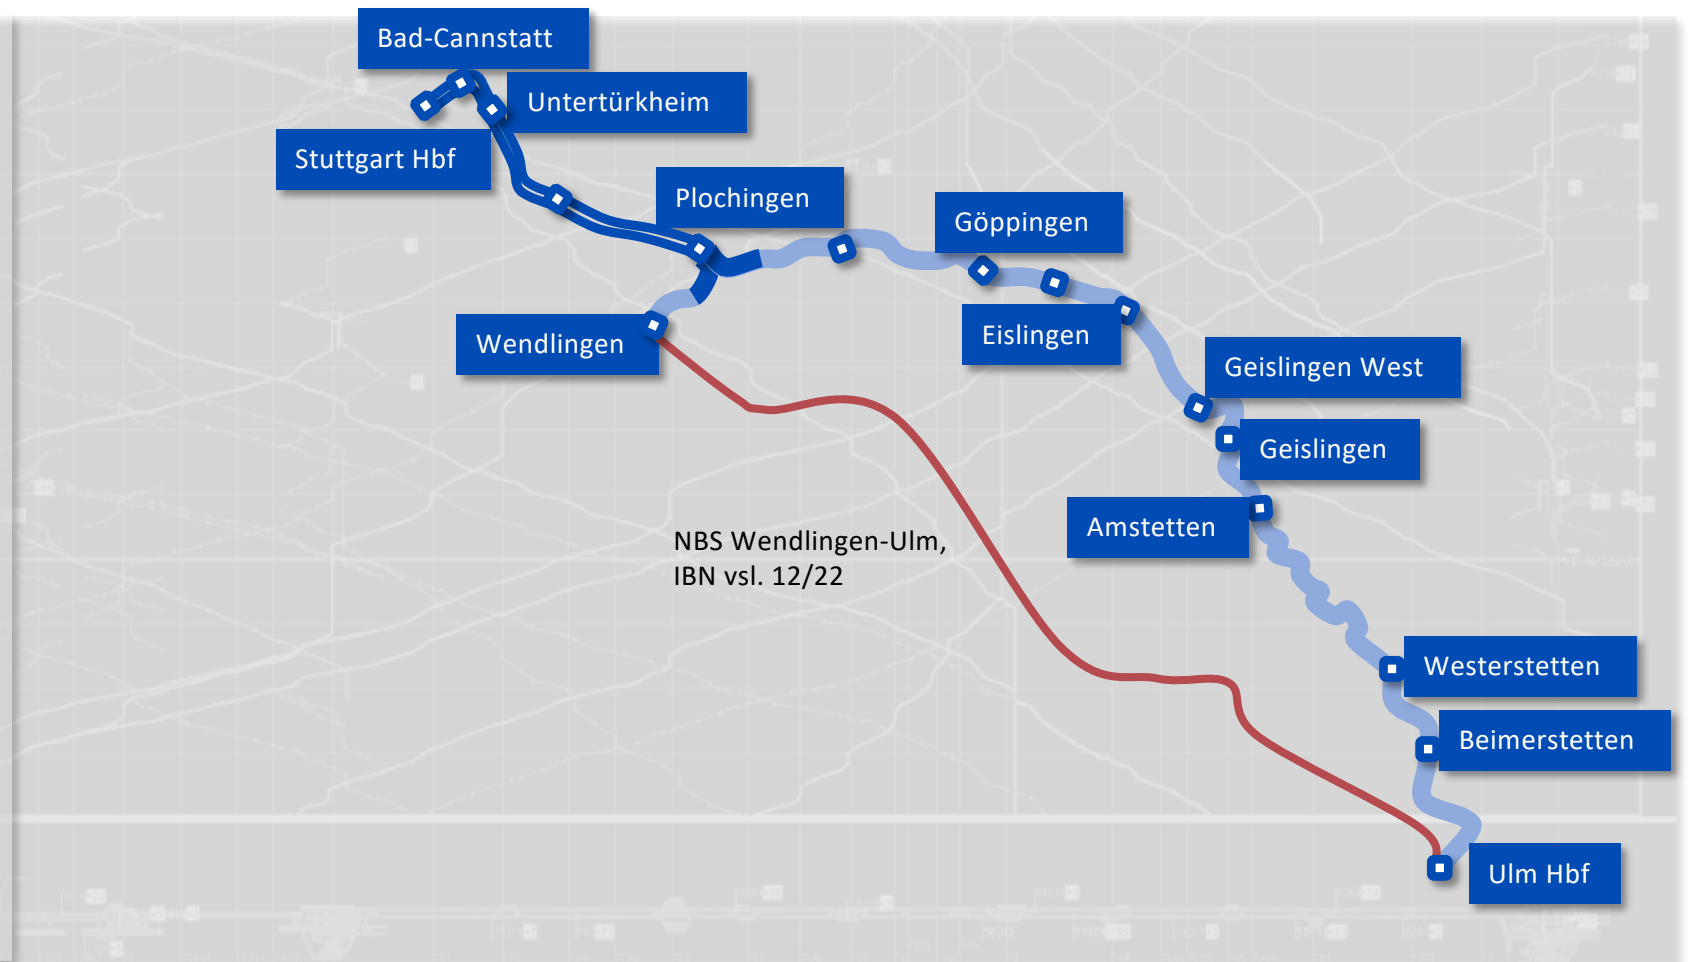 Bad-Cannstatt
Untertürkheim
Stuttgart Hbf
Plochingen
Göppingen
Wendlingen
Eislingen
Geislingen West
Geislingen
Amstetten
NBS Wendlingen-Ulm,
IBN vsl. 12/22
Westerstetten
Beimerstetten
Ulm Hbf